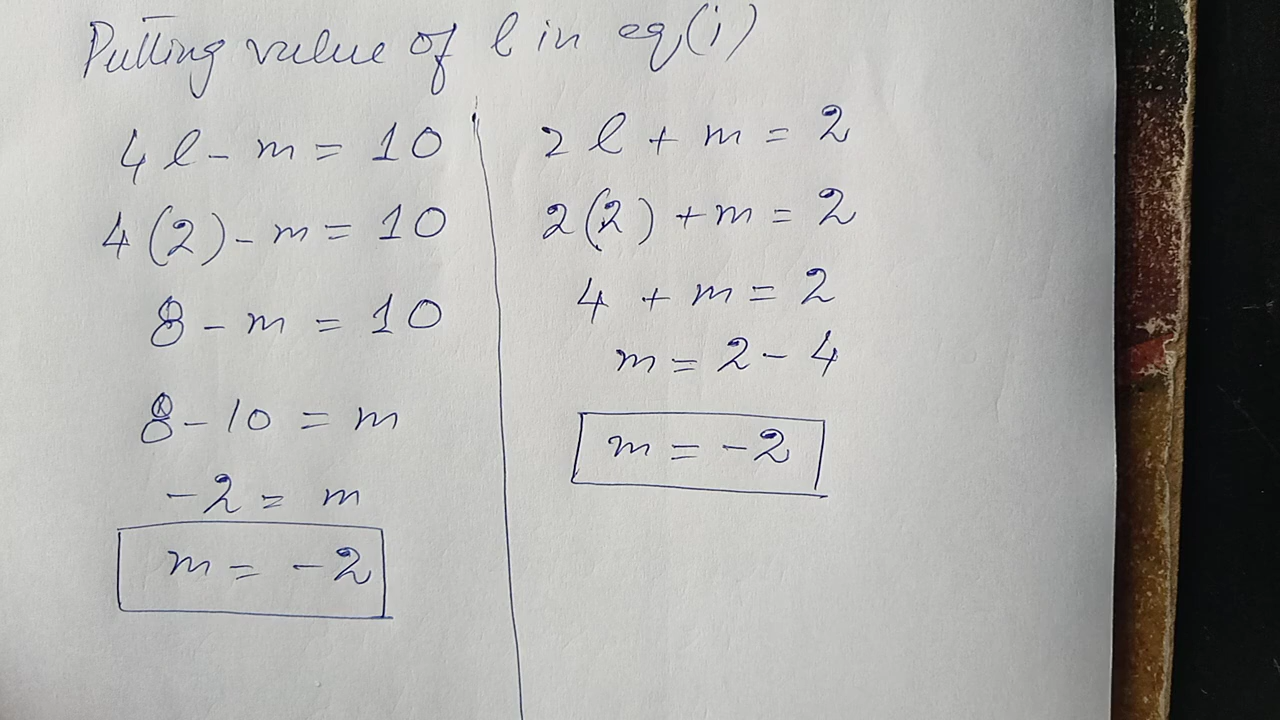 Putting value of l in eq(i)
4l - m = 10
4(2) - m = 10
8 - m = 10
8 - 10 = m
-2 = m
m = -2
2l + m = 2
2(2) + m = 2
4 + m = 2
m = 2 - 4
m = -2